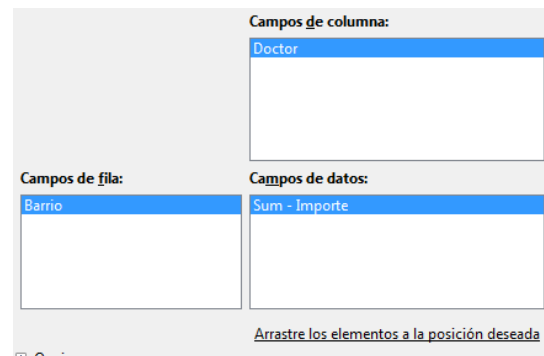 Campos de columna:
Doctor
Campos de fila:
Barrio
Campos de datos:
Sum - Importe
Arrastre los elementos a la posición deseada